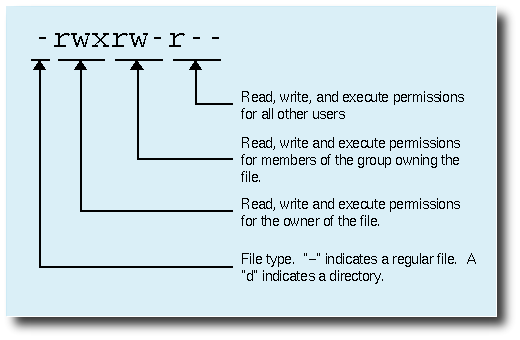 -rwxrw-r--
Read, write, and execute permissions
for all other users
Read, write and execute permissions
for members of the group owning the
file.
Read, write and execute permissions
for the owner of the file.
File type. "–" indicates a regular file. A
"d" indicates a directory.